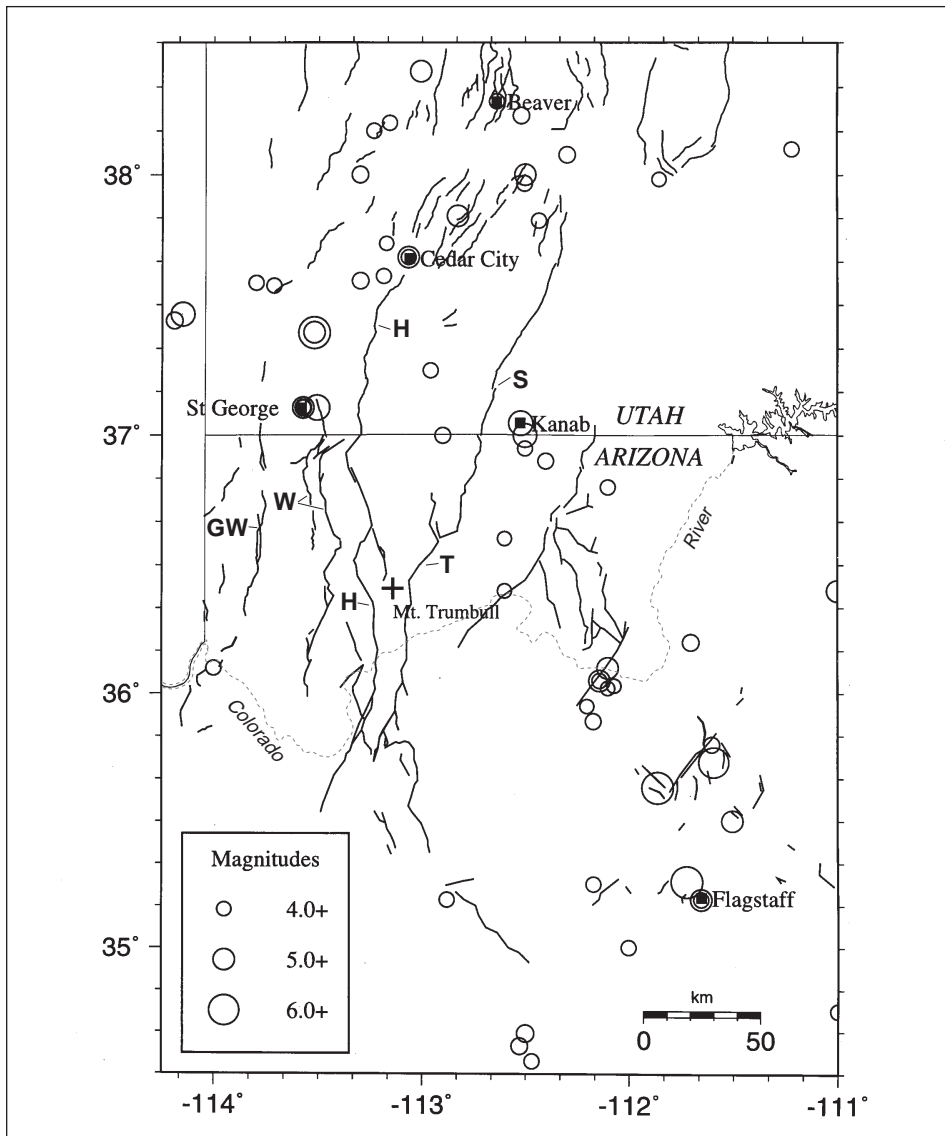 Beaver
38°
Cedar City
H
S
St George
Kanab
UTAH
37°
ARIZONA
W
GW
River
T
H
Mt. Trumbull
36°
Colorado
Magnitudes
4.0+
5.0+
6.0+
Flagstaff
35°
km
0 50
-114° -113° -112° -111°